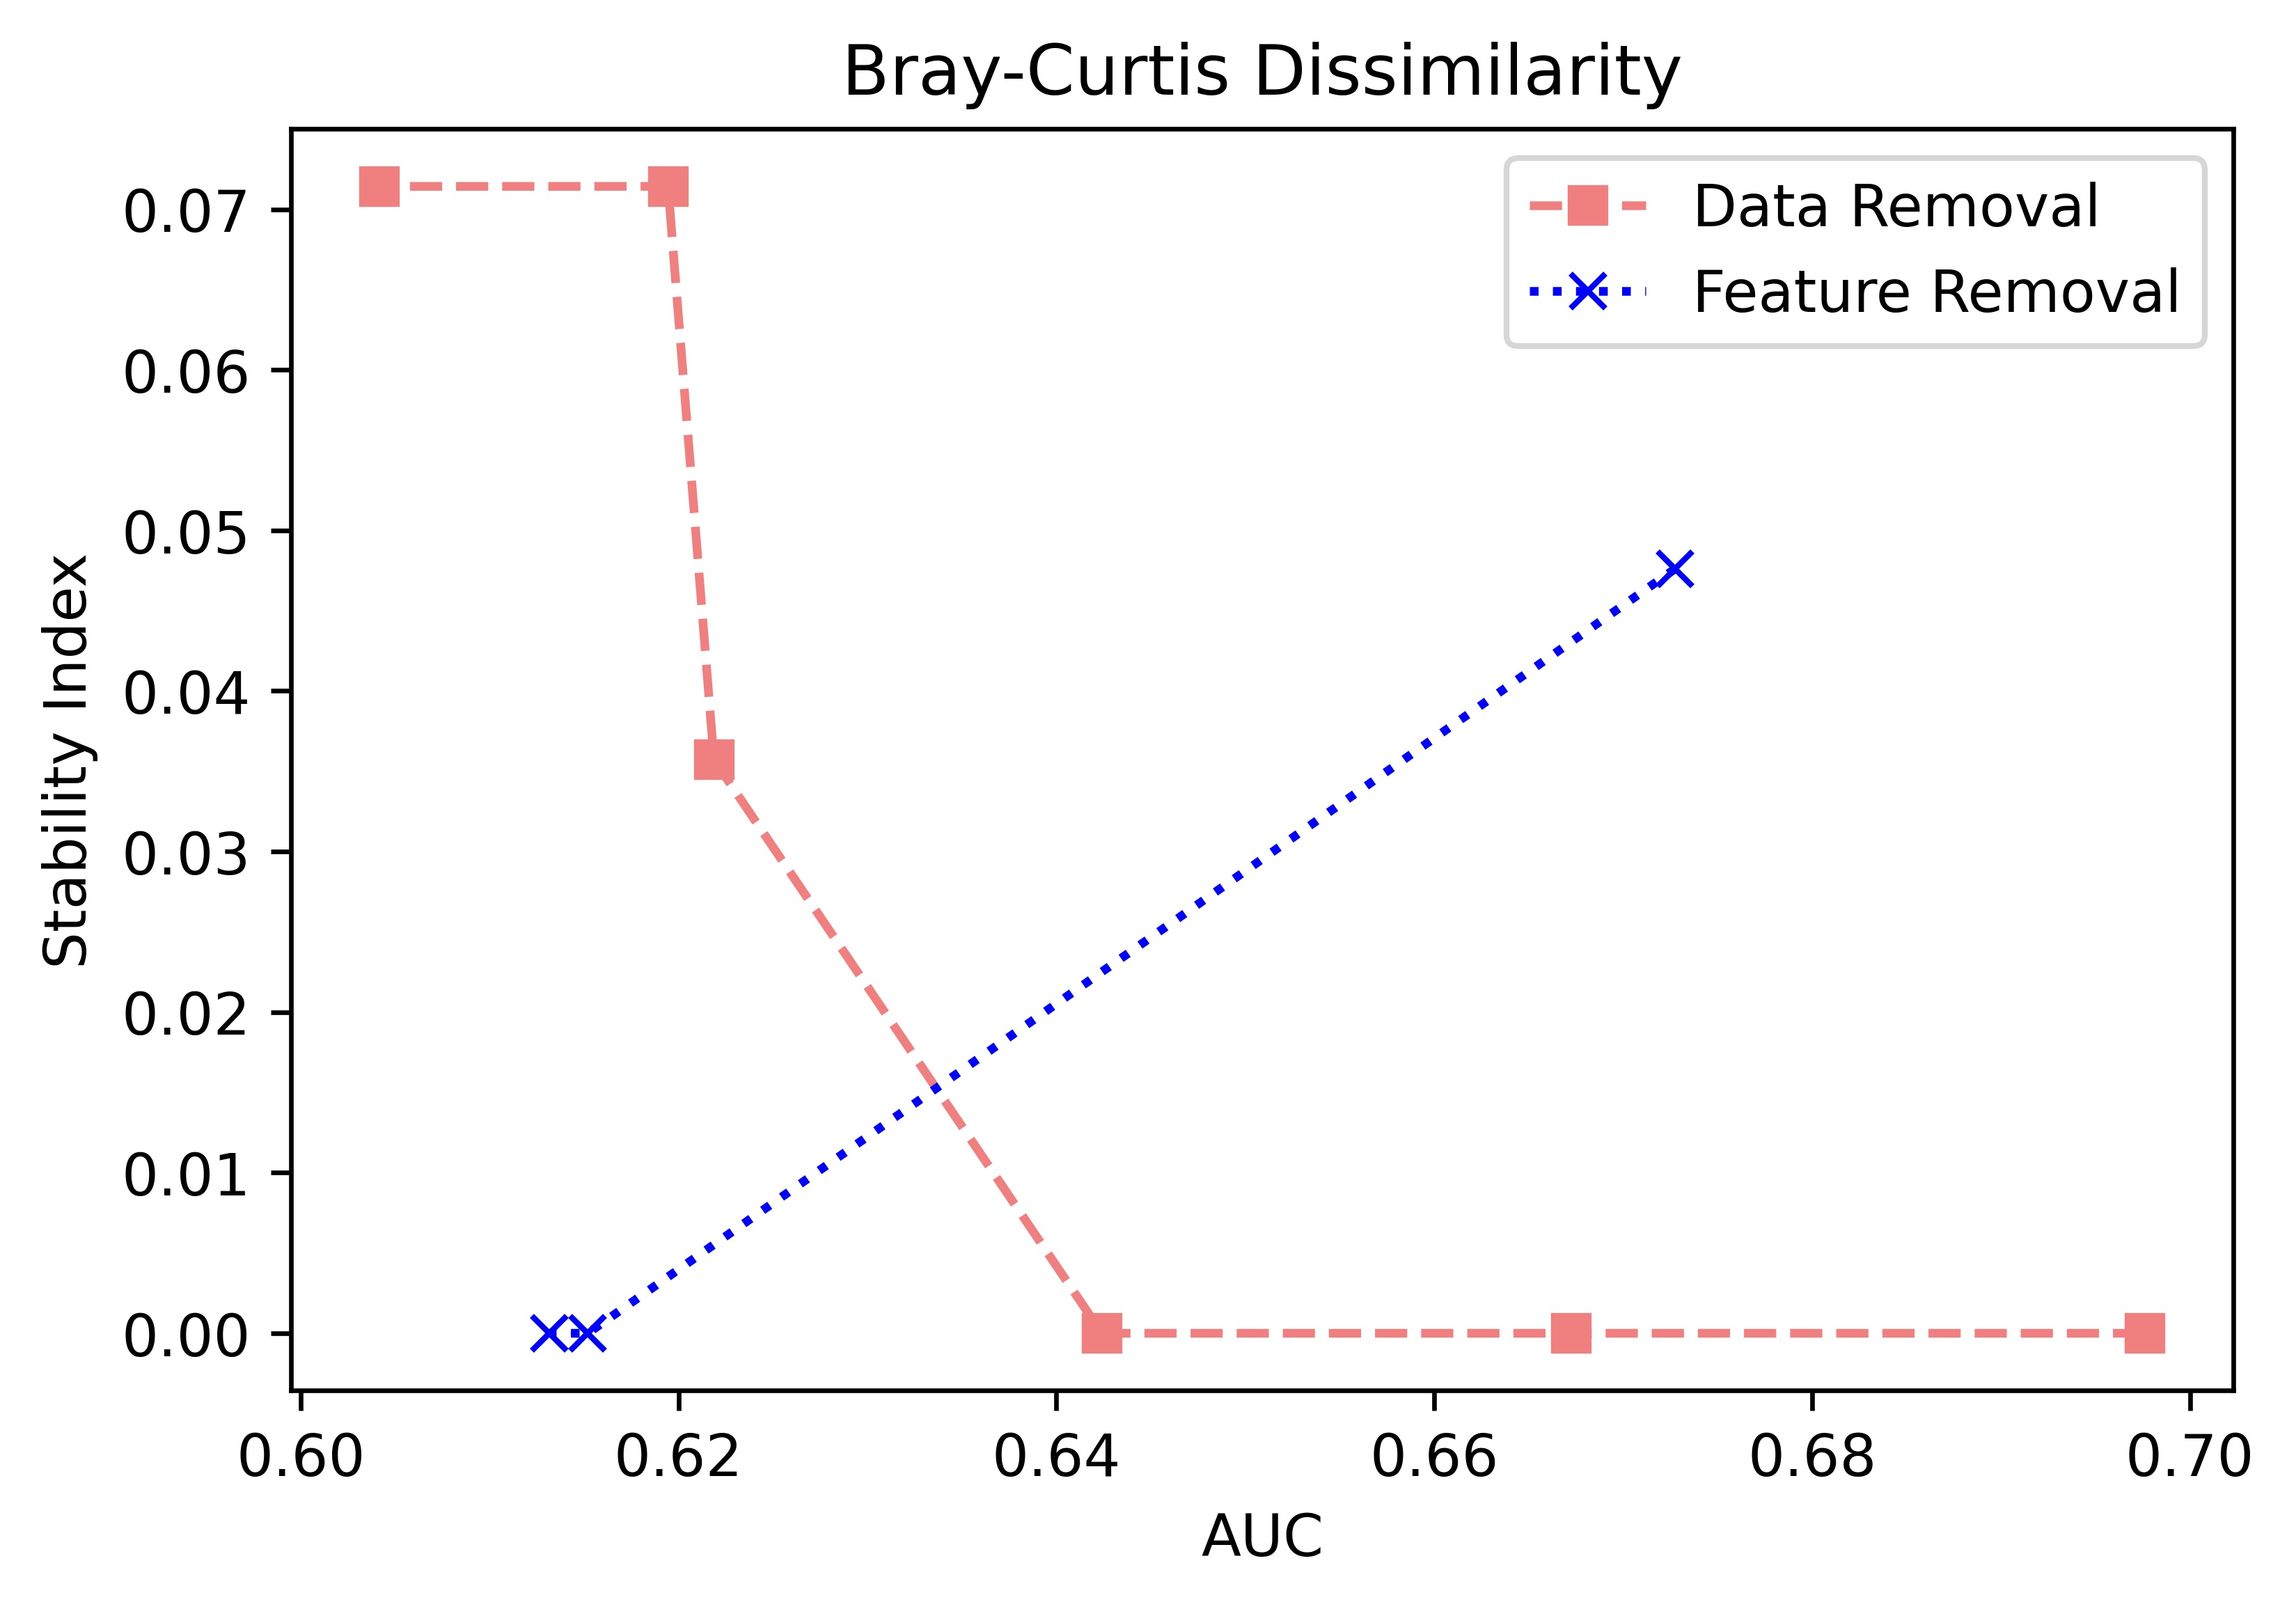 Bray-Curtis Dissimilarity
Data Removal
Feature Removal
Stability Index
0.07
0.06
0.05
0.04
0.03
0.02
0.01
0.00
0.60 0.62 0.64 0.66 0.68 0.70
AUC